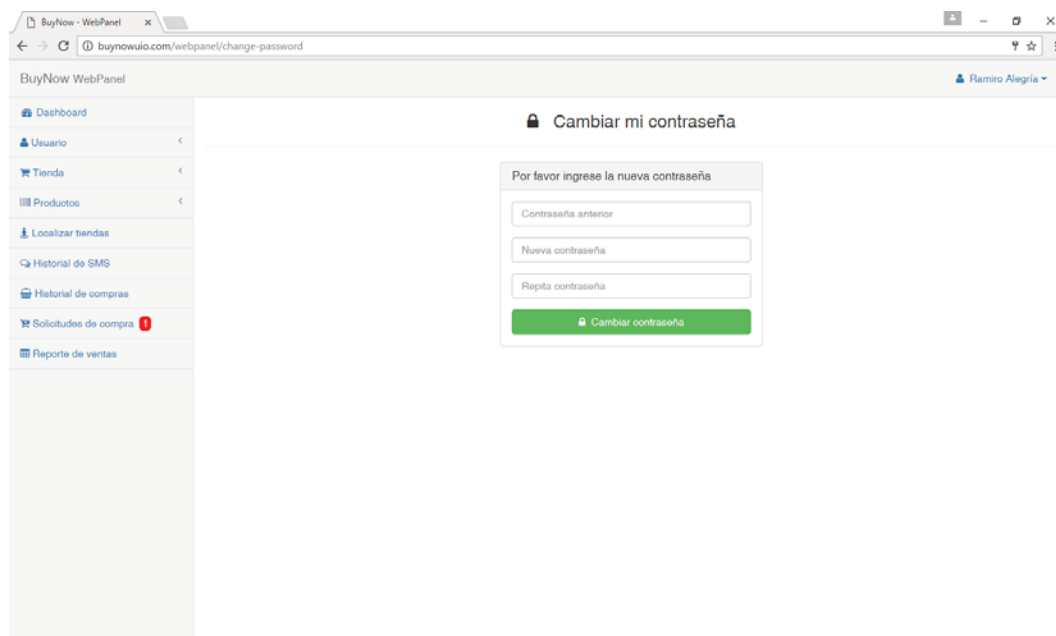 BuyNow - WebPanel
buynowuio.com/webpanel/change-password
BuyNow WebPanel
Ramiro Alegría
Dashboard
Usuario
Tienda
Productos
Localizar tiendas
Historial de SMS
Historial de compras
Solicitudes de compra 1
Reporte de ventas
Cambiar mi contraseña
Por favor ingrese la nueva contraseña
Contraseña anterior
Nueva contraseña
Repita contraseña
Cambiar contraseña